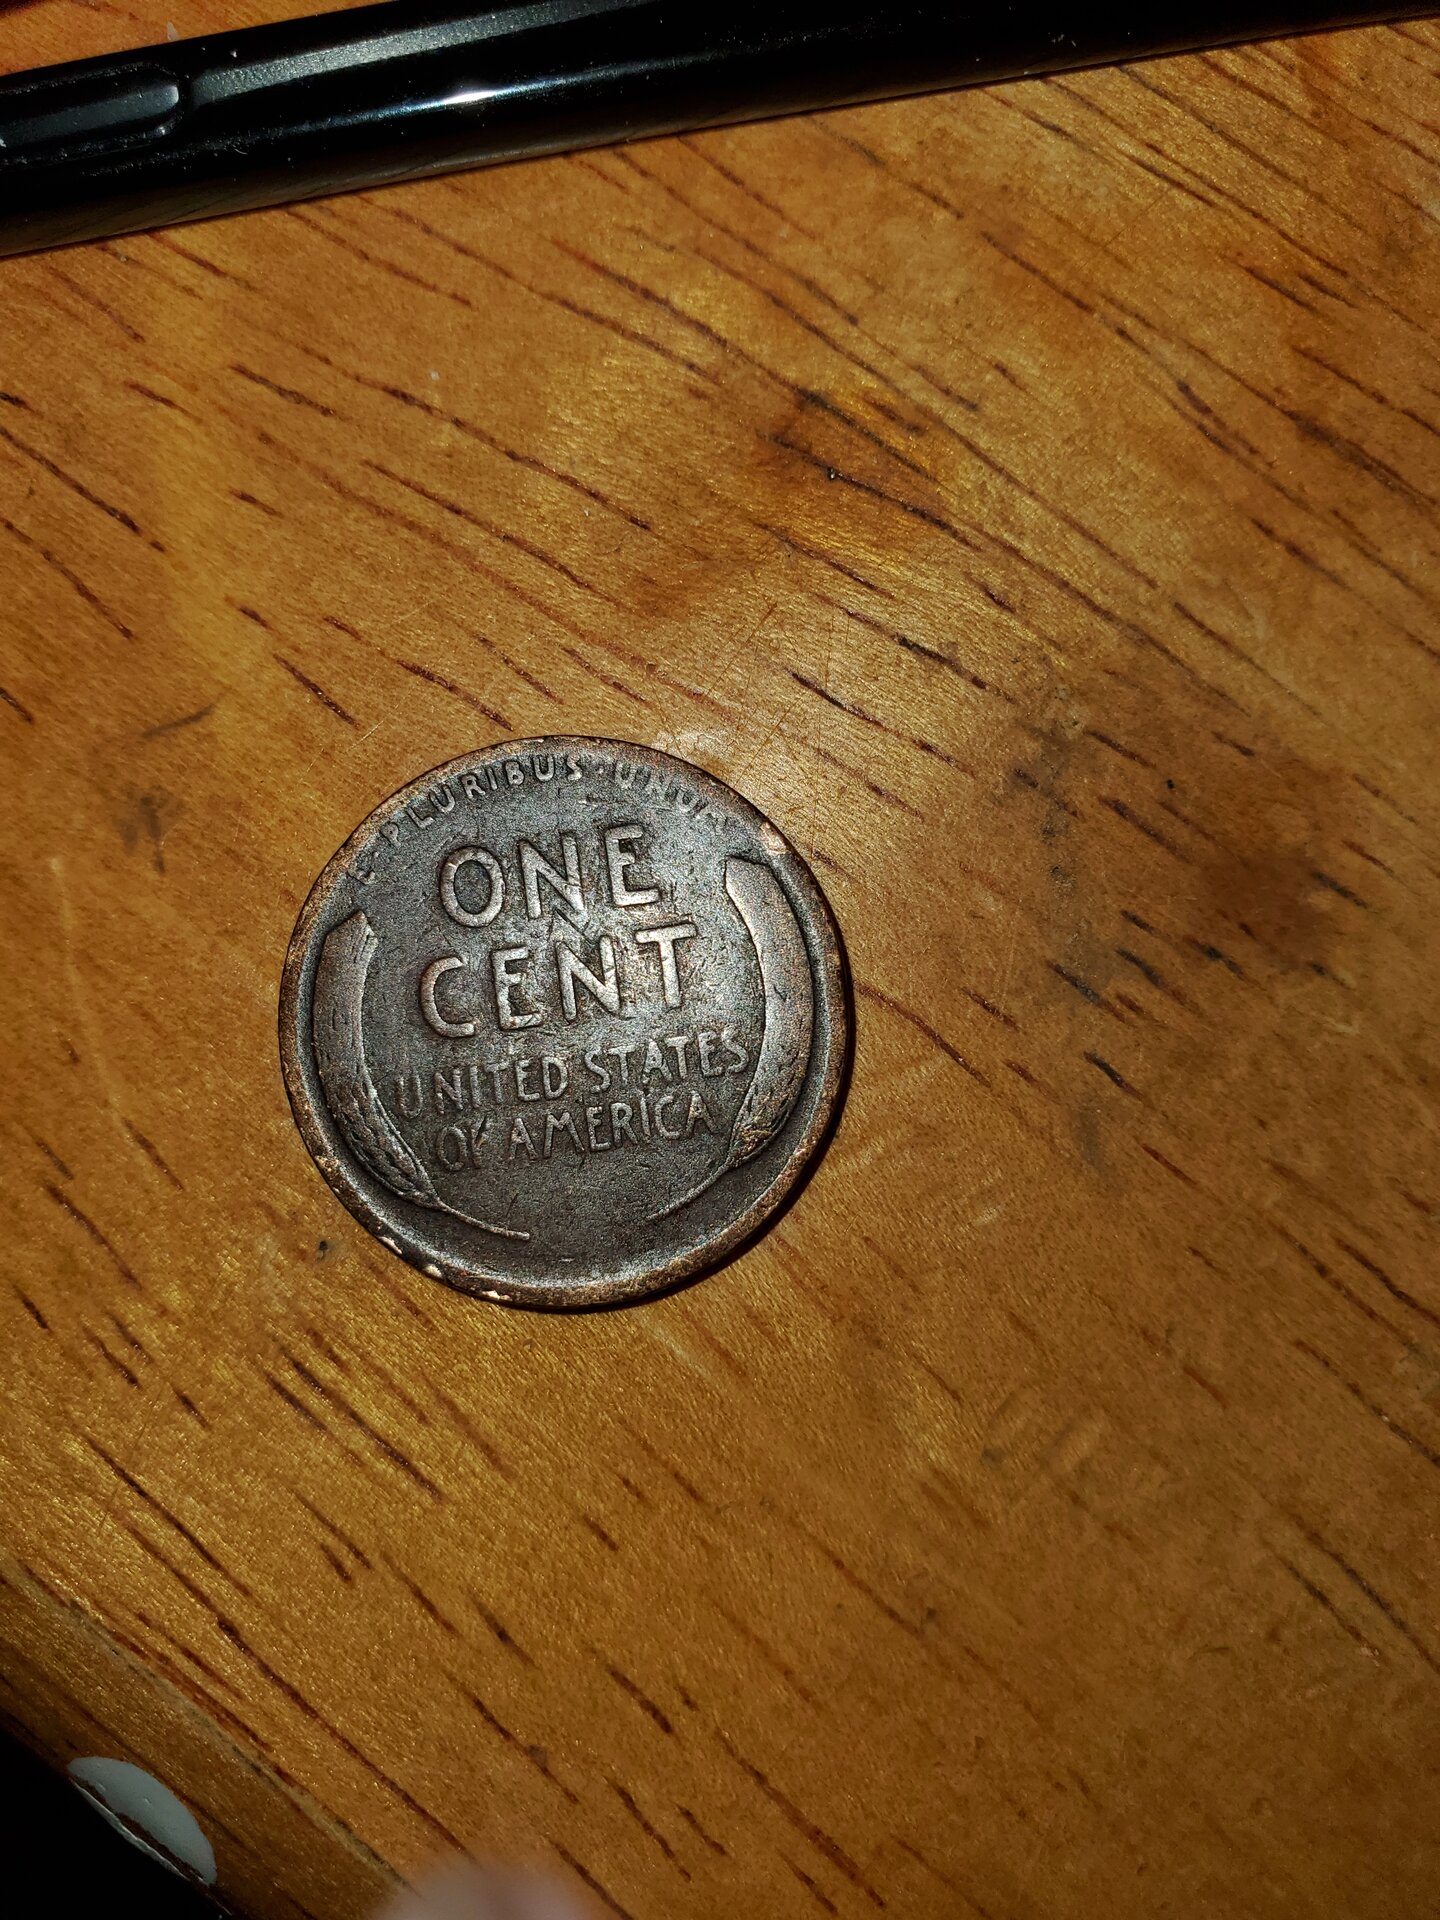 E·PLURIBUS·UNUM
ONE
CENT
UNITED STATES
OF AMERICA